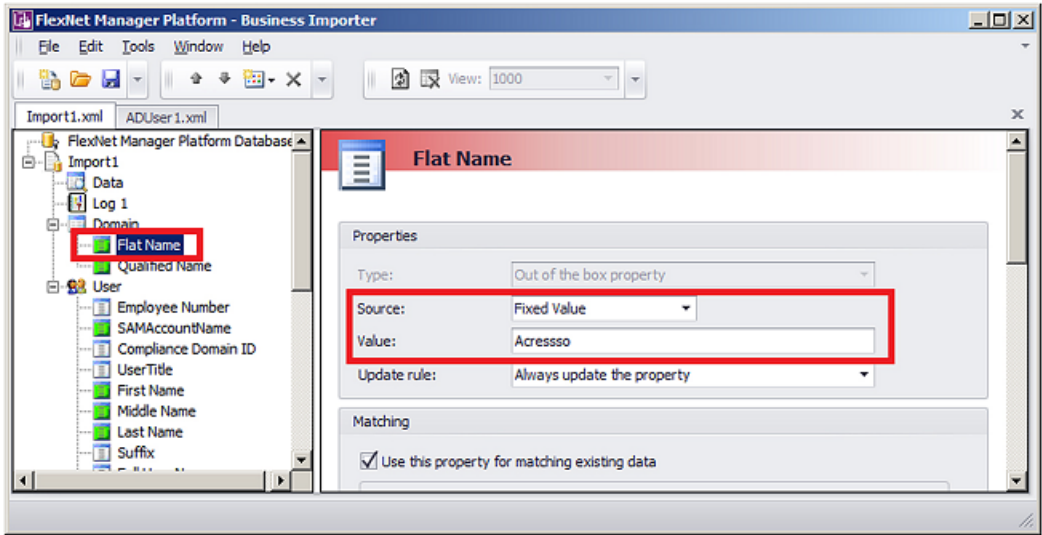 FlexNet Manager Platform - Business Importer
File Edit Tools Window Help
View: 1000
Import1.xml ADUser1.xml
FlexNet Manager Platform Database
Import1
Data
Log 1
Domain
Flat Name
Qualified Name
User
Employee Number
SAMAccountName
Compliance Domain ID
UserTitle
First Name
Middle Name
Last Name
Suffix
Flat Name
Properties
Type: Out of the box property
Source: Fixed Value
Value: Acressso
Update rule: Always update the property
Matching
Use this property for matching existing data